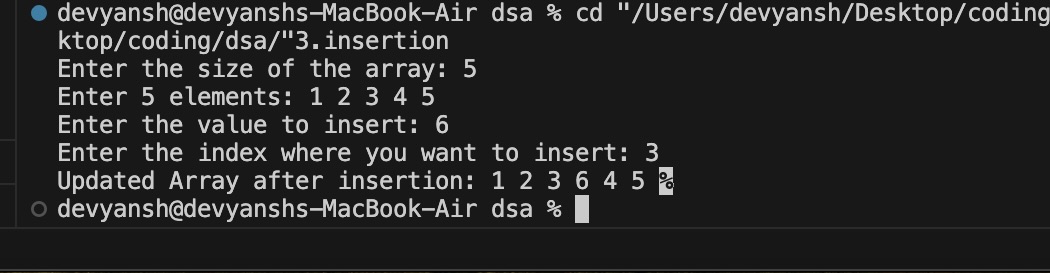 devyansh@devyanshs-MacBook-Air dsa % cd "/Users/devyansh/Desktop/coding
ktop/coding/dsa/"3.insertion
Enter the size of the array: 5
Enter 5 elements: 1 2 3 4 5
Enter the value to insert: 6
Enter the index where you want to insert: 3
Updated Array after insertion: 1 2 3 6 4 5 %
devyansh@devyanshs-MacBook-Air dsa %